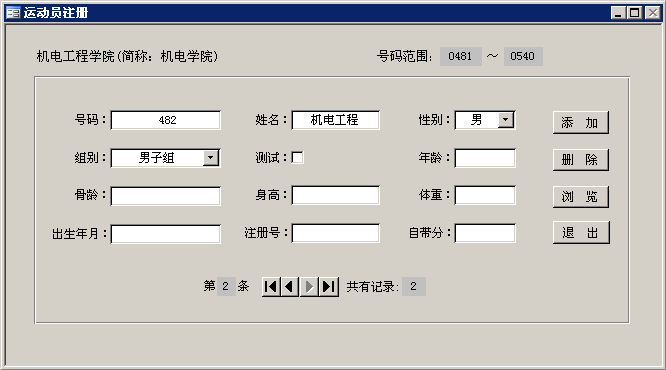 运动员注册
机电工程学院(简称：机电学院) 号码范围： 0481 ～ 0540
号码： 482 姓名： 机电工程 性别： 男 添 加
组别： 男子组 测试： 年龄： 删 除
骨龄： 身高： 体重： 浏 览
出生年月： 注册号： 自带分： 退 出
第 2 条 共有记录： 2